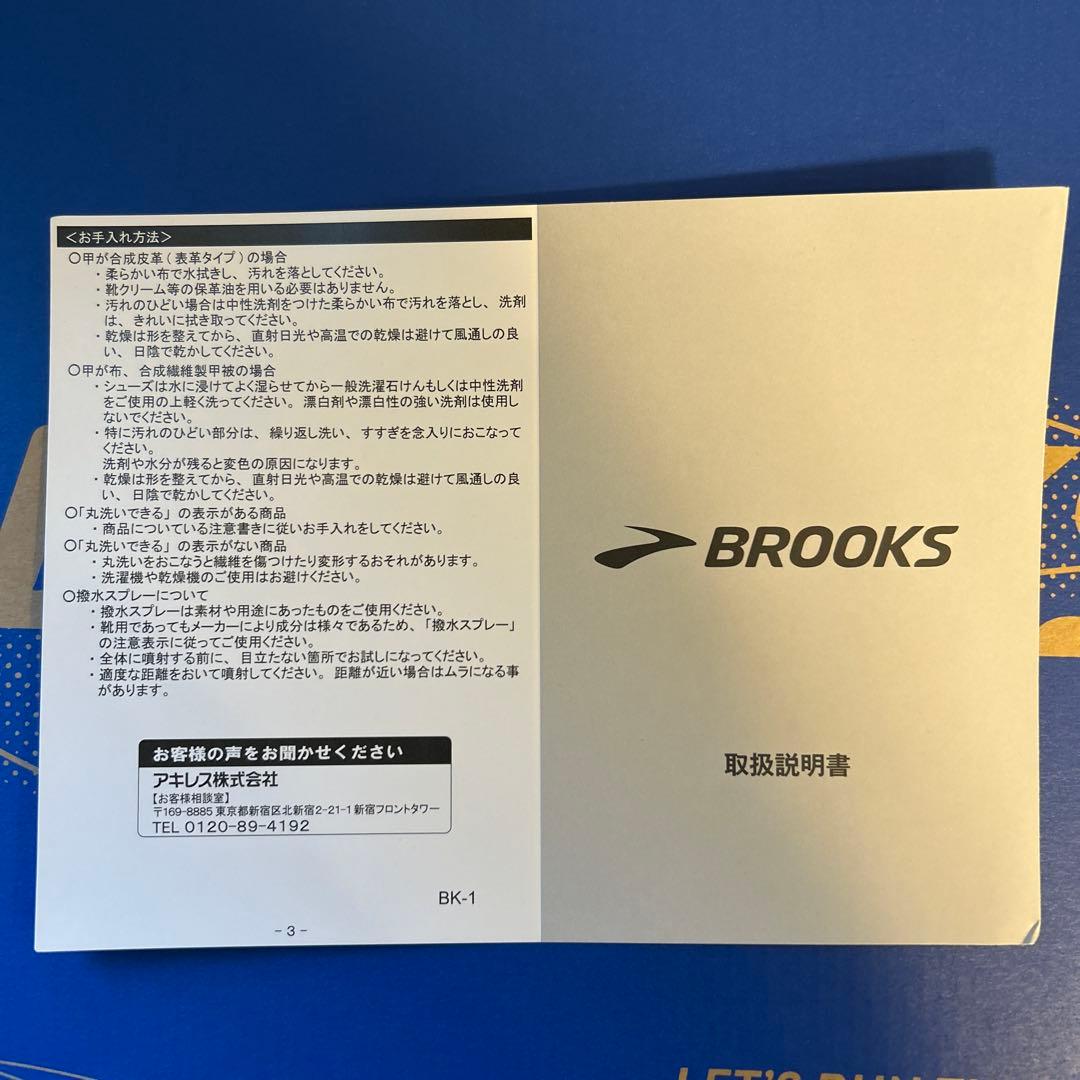 ＜お手入れ方法＞
○甲が合成皮革(表革タイプ)の場合
・柔らかい布で水拭きし、汚れを落としてください。
・靴クリーム等の保革油を用いる必要はありません。
・汚れのひどい場合は中性洗剤をつけた柔らかい布で汚れを落とし、洗剤
は、きれいに拭き取ってください。
・乾燥は形を整えてから、直射日光や高温での乾燥は避けて風通しの良
い、日陰で乾かしてください。
○甲が布、合成繊維製甲被の場合
・シューズは水に浸けてよく湿らせてから一般洗濯石けんもしくは中性洗剤
をご使用の上軽く洗ってください。漂白剤や漂白性の強い洗剤は使用し
ないでください。
・特に汚れのひどい部分は、繰り返し洗い、すすぎを念入りにおこなって
ください。
洗剤や水分が残ると変色の原因になります。
・乾燥は形を整えてから、直射日光や高温での乾燥は避けて風通しの良
い、日陰で乾かしてください。
○「丸洗いできる」の表示がある商品
・商品についている注意書きに従いお手入れをしてください。
○「丸洗いできる」の表示がない商品
・丸洗いをおこなうと繊維を傷つけたり変形するおそれがあります。
・洗濯機や乾燥機のご使用はお避けください。
○撥水スプレーについて
・撥水スプレーは素材や用途にあったものをご使用ください。
・靴用であってもメーカーにより成分は様々であるため、「撥水スプレー」
の注意表示に従ってご使用ください。
・全体に噴射する前に、目立たない箇所でお試しになってください。
・適度な距離をおいて噴射してください。距離が近い場合はムラになる事
があります。
お客様の声をお聞かせください
アキレス株式会社
【お客様相談室】
〒169-8885 東京都新宿区北新宿2-21-1 新宿フロントタワー
TEL 0120-89-4192
BK-1
- 3 -
BROOKS
取扱説明書
LET'S RUN